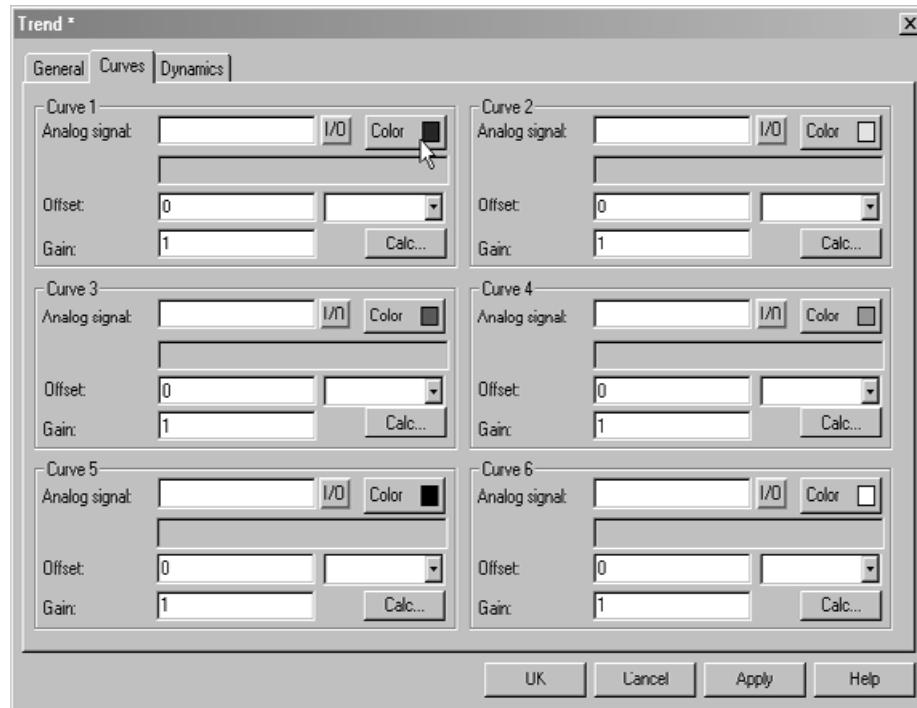 Trend *
General Curves Dynamics
Curve 1
Analog signal: I/O Color
Offset: 0
Gain: 1 Calc...
Curve 2
Analog signal: I/O Color
Offset: 0
Gain: 1 Calc...
Curve 3
Analog signal: I/O Color
Offset: 0
Gain: 1 Calc...
Curve 4
Analog signal: I/O Color
Offset: 0
Gain: 1 Calc...
Curve 5
Analog signal: I/O Color
Offset: 0
Gain: 1 Calc...
Curve 6
Analog signal: I/O Color
Offset: 0
Gain: 1 Calc...
OK Cancel Apply Help